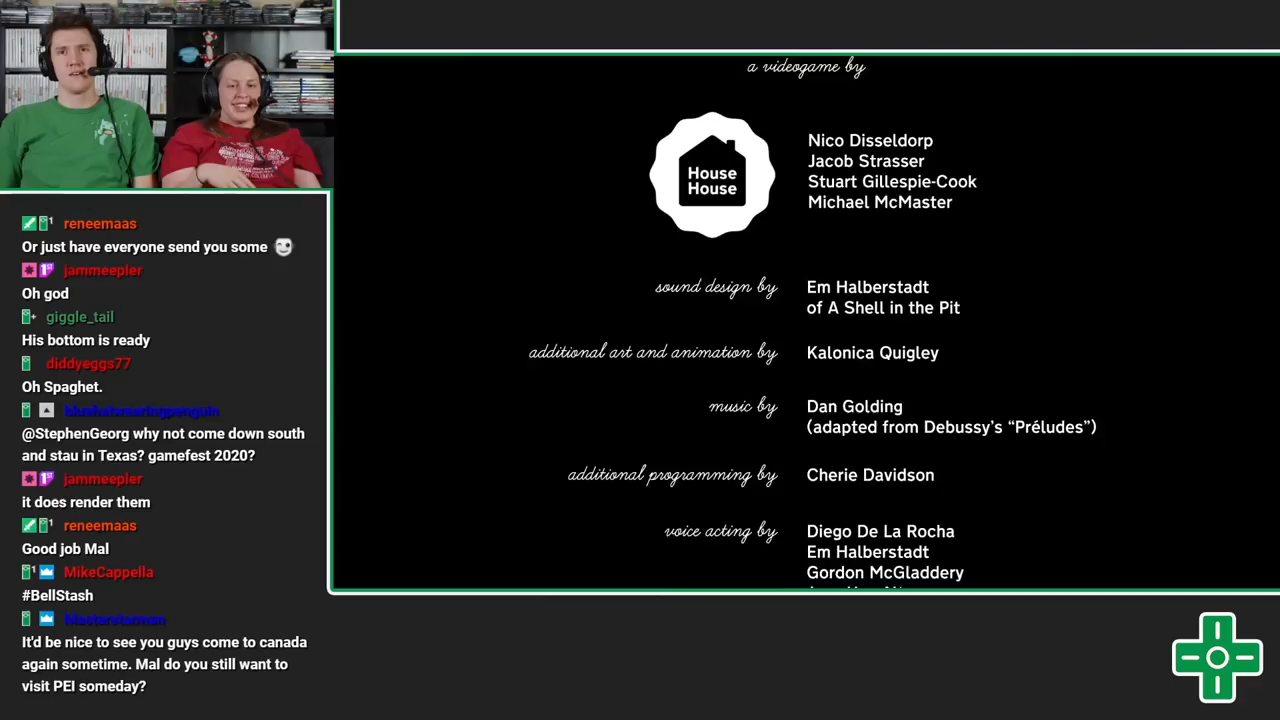 a videogame by
House
House
Nico Disseldorp
Jacob Strasser
Stuart Gillespie-Cook
Michael McMaster
sound design by
Em Halberstadt
of A Shell in the Pit
additional art and animation by
Kalonica Quigley
music by
Dan Golding
(adapted from Debussy's “Préludes”)
additional programming by
Cherie Davidson
voice acting by
Diego De La Rocha
Em Halberstadt
Gordon McGladdery
1 reneemaas
Or just have everyone send you some
jammeepler
Oh god
giggle_tail
His bottom is ready
diddyeggs77
Oh Spaghet.
bluehatwearingpenguin
@StephenGeorg why not come down south
and stau in Texas? gamefest 2020?
jammeepler
it does render them
1 reneemaas
Good job Mal
1 MikeCappella
#BellStash
Masterstarman
It'd be nice to see you guys come to canada
again sometime. Mal do you still want to
visit PEI someday?